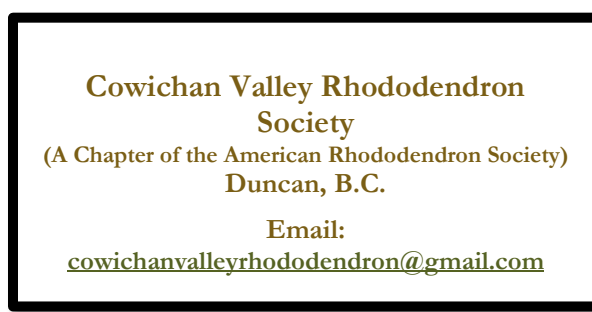 Cowichan Valley Rhododendron
Society
(A Chapter of the American Rhododendron Society)
Duncan, B.C.
Email:
cowichanvalleyrhododendron@gmail.com